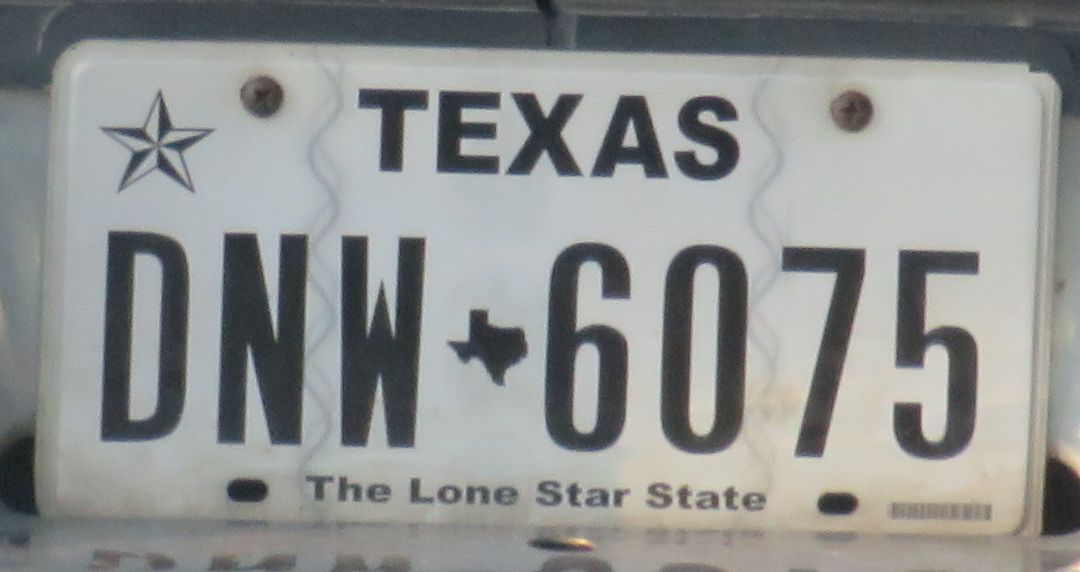 TEXAS
DNW 6075
The Lone Star State